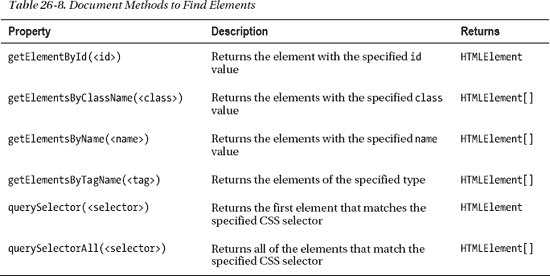 Table 26-8. Document Methods to Find Elements
Property Description Returns
getElementById(<id>) Returns the element with the specified id HTMLElement
value
getElementsByClassName(<class>) Returns the elements with the specified class HTMLElement[]
value
getElementsByName(<name>) Returns the elements with the specified name HTMLElement[]
value
getElementsByTagName(<tag>) Returns the elements of the specified type HTMLElement[]
querySelector(<selector>) Returns the first element that matches the HTMLElement
specified CSS selector
querySelectorAll(<selector>) Returns all of the elements that match the HTMLElement[]
specified CSS selector